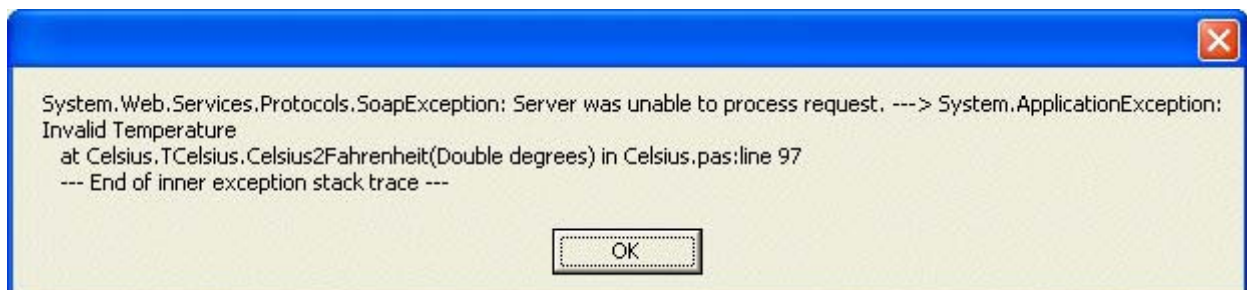 System.Web.Services.Protocols.SoapException: Server was unable to process request. ---> System.ApplicationException:
Invalid Temperature
at Celsius.TCelsius.Celsius2Fahrenheit(Double degrees) in Celsius.pas:line 97
--- End of inner exception stack trace ---
OK